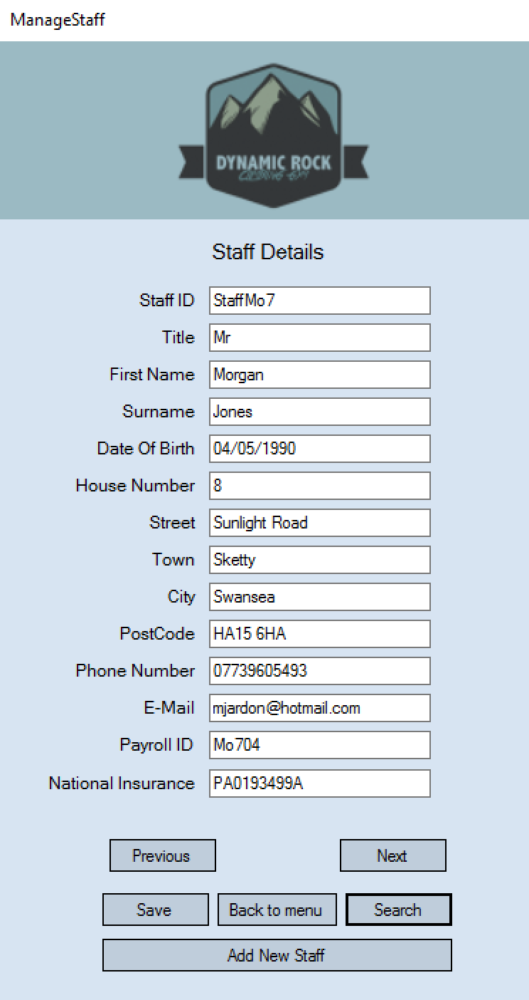 ManageStaff
DYNAMIC ROCK
Staff Details
Staff ID StaffMo7
Title Mr
First Name Morgan
Surname Jones
Date Of Birth 04/05/1990
House Number 8
Street Sunlight Road
Town Sketty
City Swansea
PostCode HA15 6HA
Phone Number 07739605493
E-Mail mjardon@hotmail.com
Payroll ID Mo704
National Insurance PA0193499A
Previous Next
Save Back to menu Search
Add New Staff